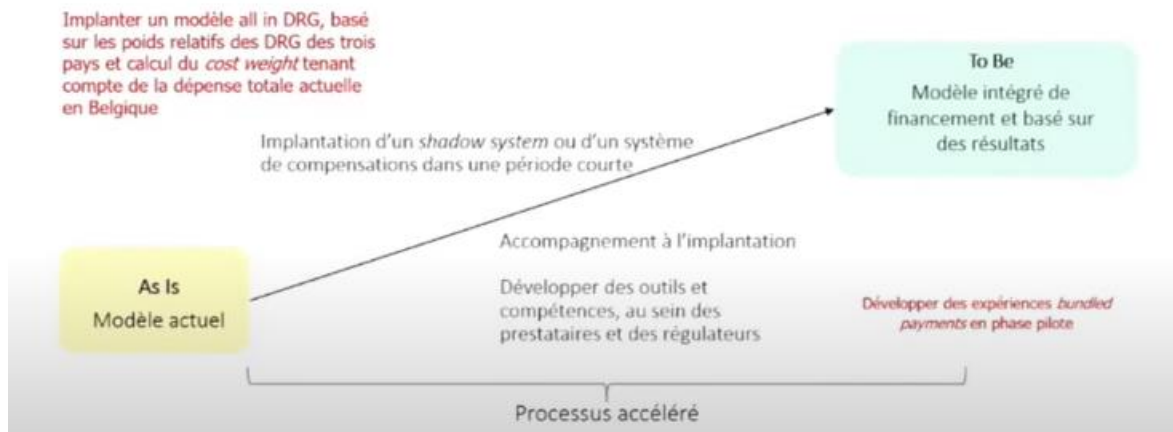 Implanter un modèle all in DRG, basé
sur les poids relatifs des DRG des trois
pays et calcul du cost weight tenant
compte de la dépense totale actuelle
en Belgique
To Be
Modèle intégré de
financement et basé sur
des résultats
Implantation d'un shadow system ou d'un système
de compensations dans une période courte
Accompagnement à l'implantation
As Is
Modèle actuel
Développer des outils et
compétences, au sein des
prestataires et des régulateurs
Développer des expériences bundled
payments en phase pilote
Processus accéléré